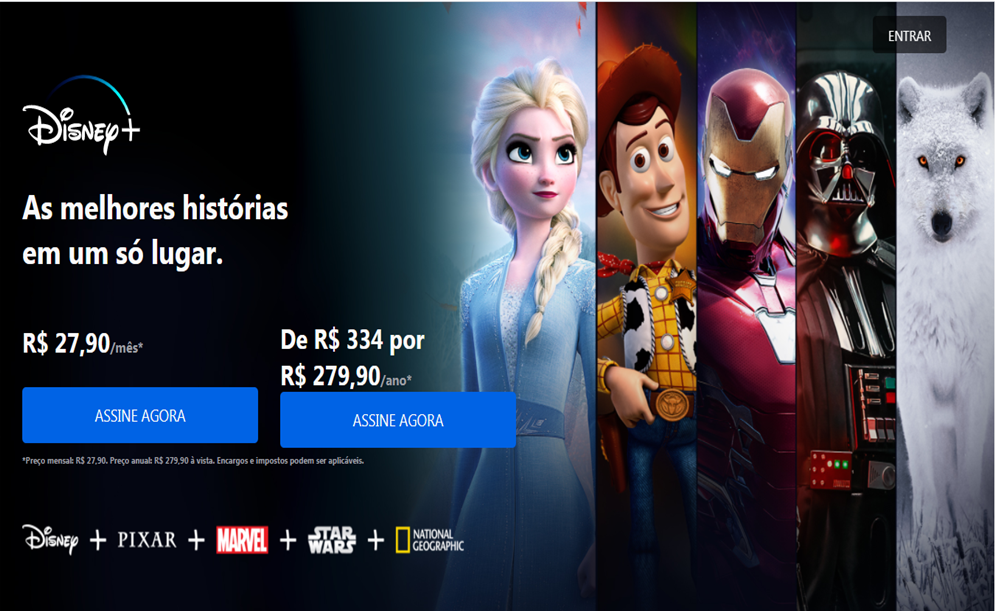 ENTRAR
Disney+
As melhores histórias
em um só lugar.
R$ 27,90/mês*
ASSINE AGORA
De R$ 334 por
R$ 279,90/ano*
ASSINE AGORA
*Preço mensal: R$ 27,90. Preço anual: R$ 279,90 à vista. Encargos e impostos podem ser aplicáveis.
Disney + PIXAR + MARVEL + STAR WARS + NATIONAL GEOGRAPHIC